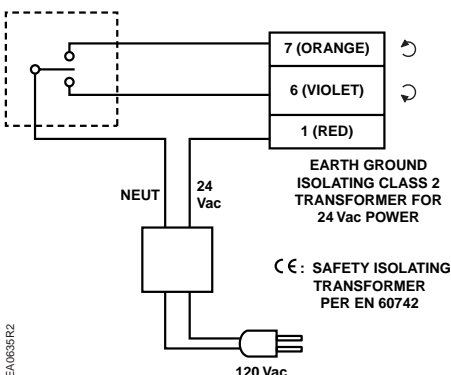 7 (ORANGE)
6 (VIOLET)
1 (RED)
EARTH GROUND
ISOLATING CLASS 2
TRANSFORMER FOR
24 Vac POWER
NEUT
24
Vac
CE: SAFETY ISOLATING
TRANSFORMER
PER EN 60742
120 Vac
EA0635R2